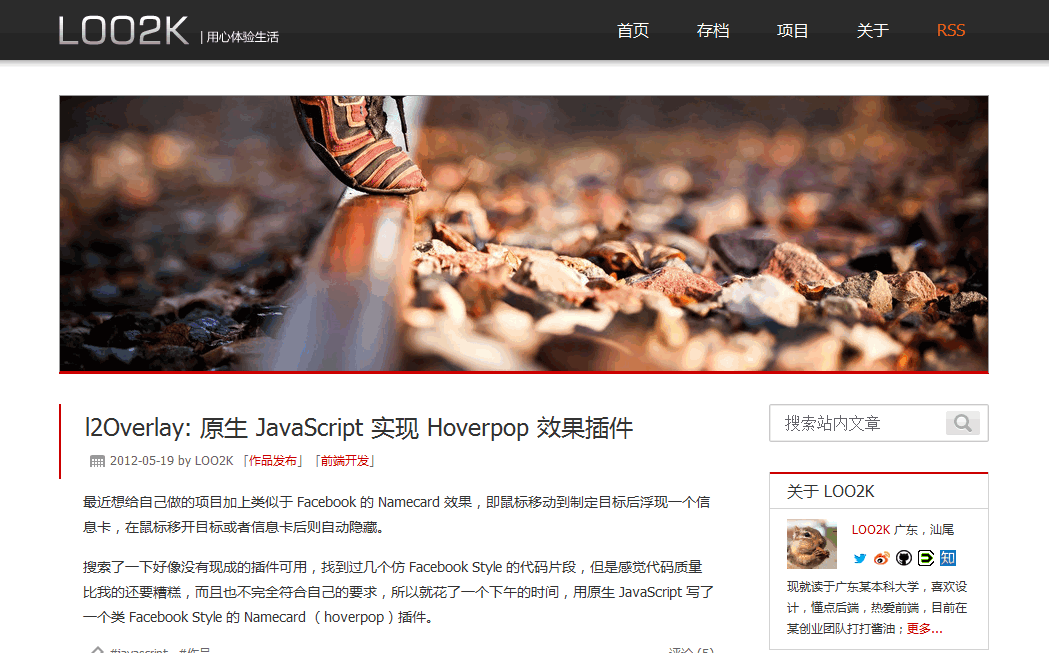 LOO2K | 用心体验生活
首页 存档 项目 关于 RSS
l2Overlay: 原生 JavaScript 实现 Hoverpop 效果插件
2012-05-19 by LOO2K 「作品发布」 「前端开发」
最近想给自己做的项目加上类似于 Facebook 的 Namecard 效果，即鼠标移动到制定目标后浮现一个信
息卡，在鼠标移开目标或者信息卡后则自动隐藏。
搜索了一下好像没有现成的插件可用，找到过几个仿 Facebook Style 的代码片段，但是感觉代码质量
比我的还要糟糕，而且也不完全符合自己的要求，所以就花了一个下午的时间，用原生 JavaScript 写了
一个类 Facebook Style 的 Namecard （ hoverpop ）插件。
#javascript #作品 评论 (5)
搜索站内文章
关于 LOO2K
LOO2K 广东，汕尾
知
现就读于广东某本科大学，喜欢设
计，懂点后端，热爱前端，目前在
某创业团队打打酱油；更多...